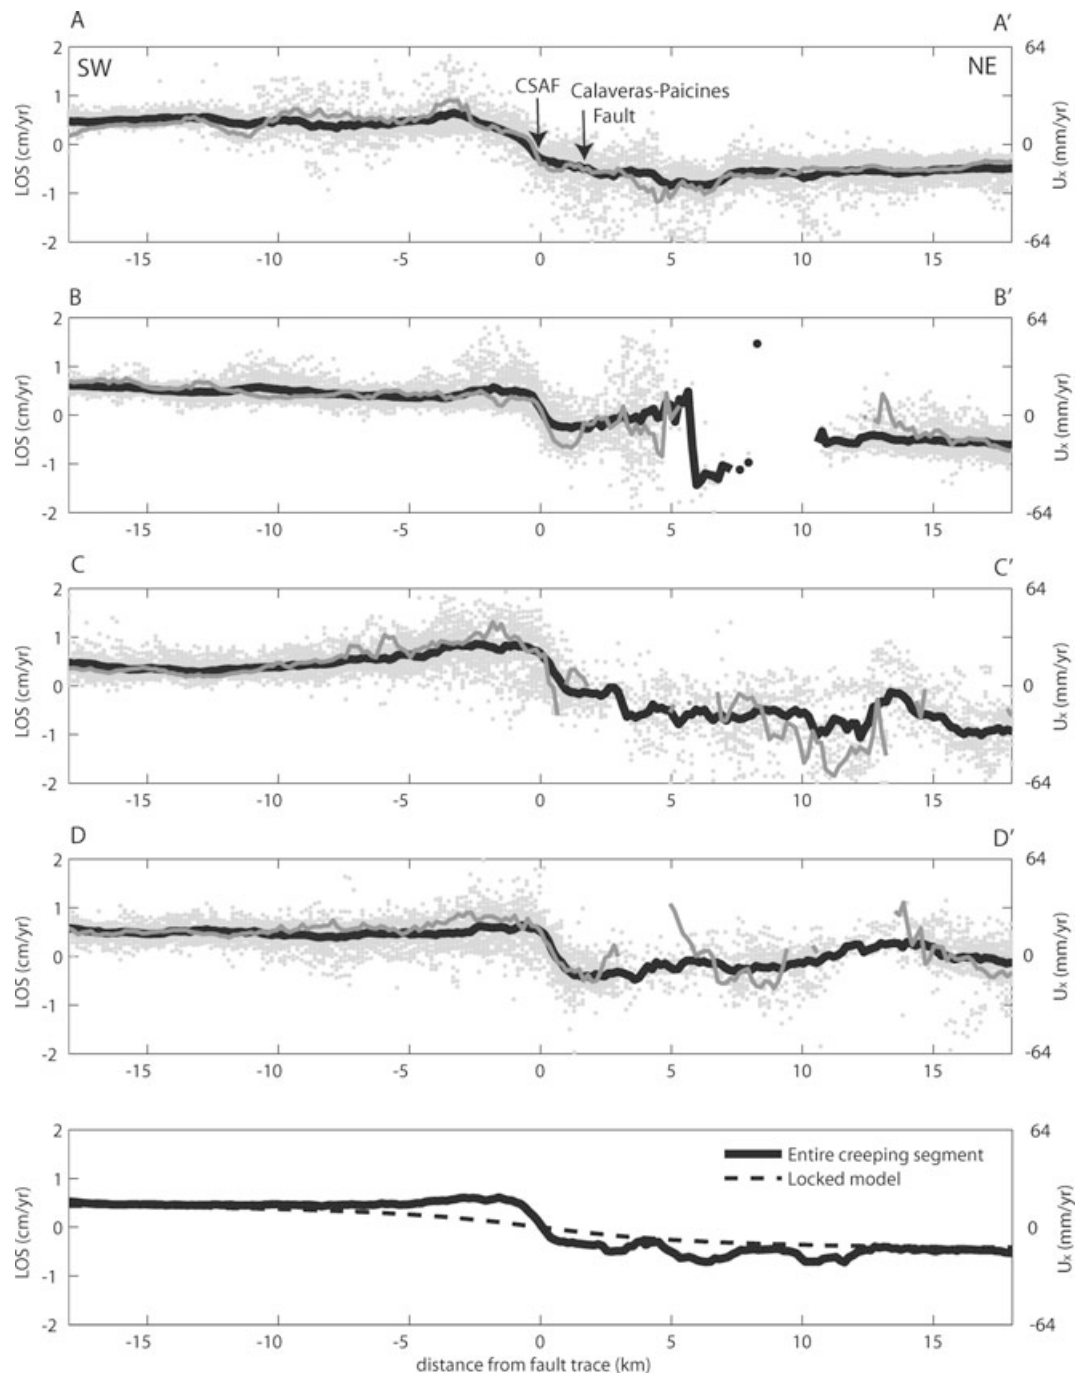 A A′
2 64
SW NE
CSAF Calaveras-Paicines
Fault
1
LOS (cm/yr) 0 0 Uₓ (mm/yr)
-1
-2 -64
-15 -10 -5 0 5 10 15
B B′
2 64
1
LOS (cm/yr) 0 0 Uₓ (mm/yr)
-1
-2 -64
-15 -10 -5 0 5 10 15
C C′
2 64
1
LOS (cm/yr) 0 0 Uₓ (mm/yr)
-1
-2 -64
-15 -10 -5 0 5 10 15
D D′
2 64
1
LOS (cm/yr) 0 0 Uₓ (mm/yr)
-1
-2 -64
-15 -10 -5 0 5 10 15
2 64
Entire creeping segment
1
Locked model
LOS (cm/yr) 0 0 Uₓ (mm/yr)
-1
-2 -64
-15 -10 -5 0 5 10 15
distance from fault trace (km)